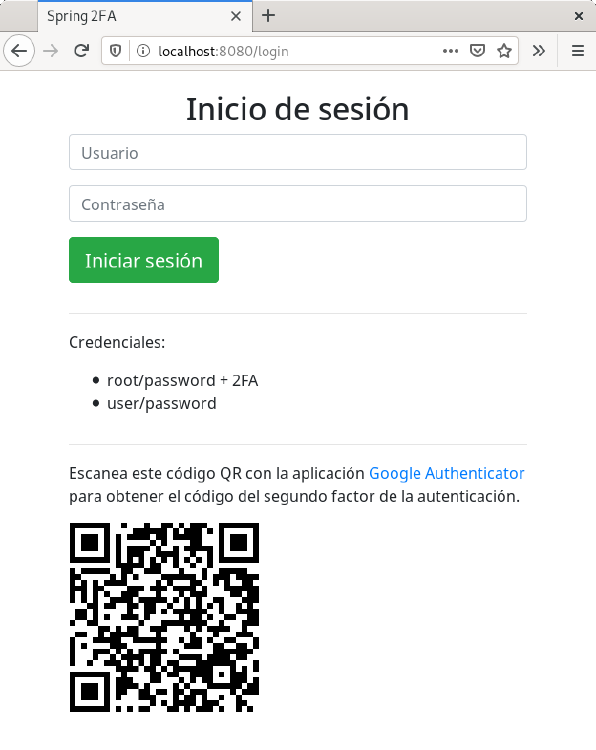 Spring 2FA
localhost:8080/login
Inicio de sesión
Usuario
Contraseña
Iniciar sesión
Credenciales:
root/password + 2FA
user/password
Escanea este código QR con la aplicación Google Authenticator
para obtener el código del segundo factor de la autenticación.